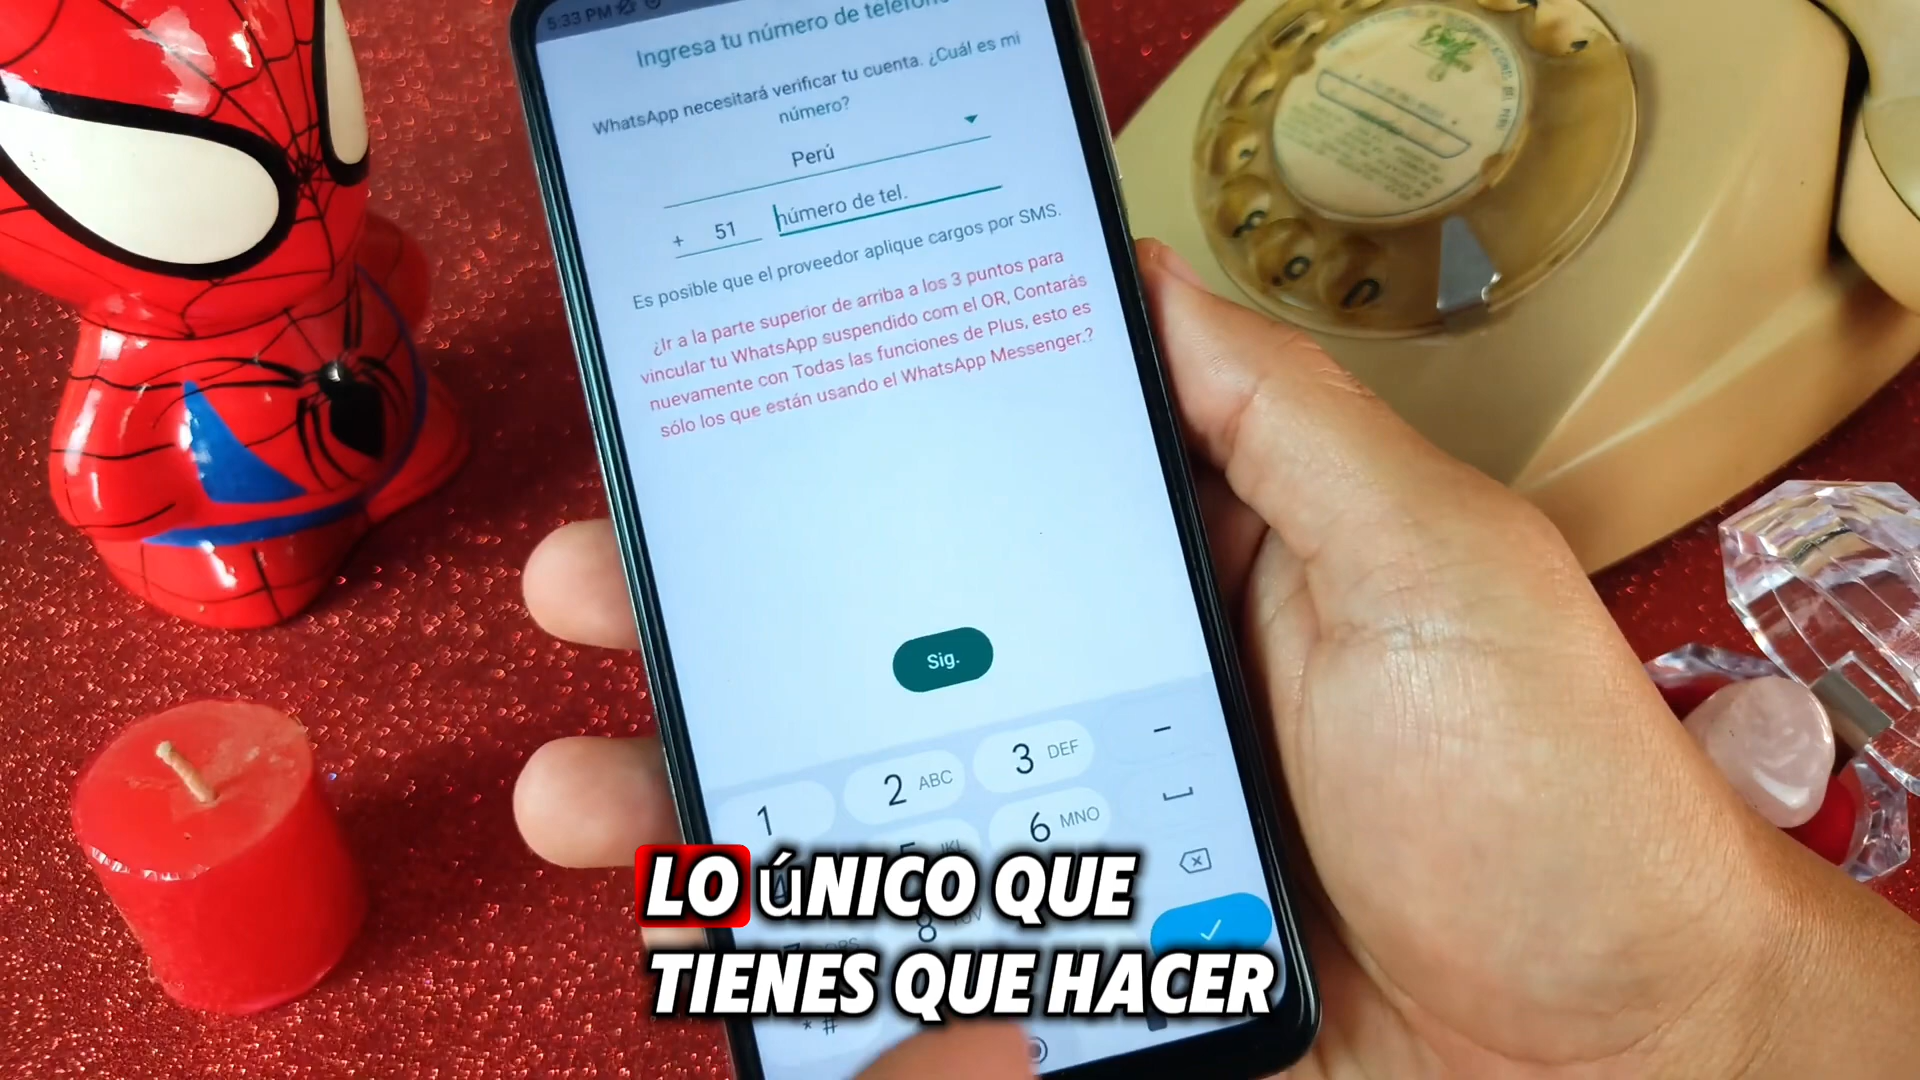 5:33 PM
Ingresa tu número de teléfono
WhatsApp necesitará verificar tu cuenta. ¿Cuál es mi
número?
Perú
+ 51 número de tel.
Es posible que el proveedor aplique cargos por SMS.
¿Ir a la parte superior de arriba a los 3 puntos para
vincular tu WhatsApp suspendido com el QR, Contarás
nuevamente con Todas las funciones de Plus, esto es
sólo los que están usando el WhatsApp Messenger.?
Sig.
1 2 ABC 3 DEF
6 MNO
8
* #
LO úNICO QUE
TIENES QUE HACER